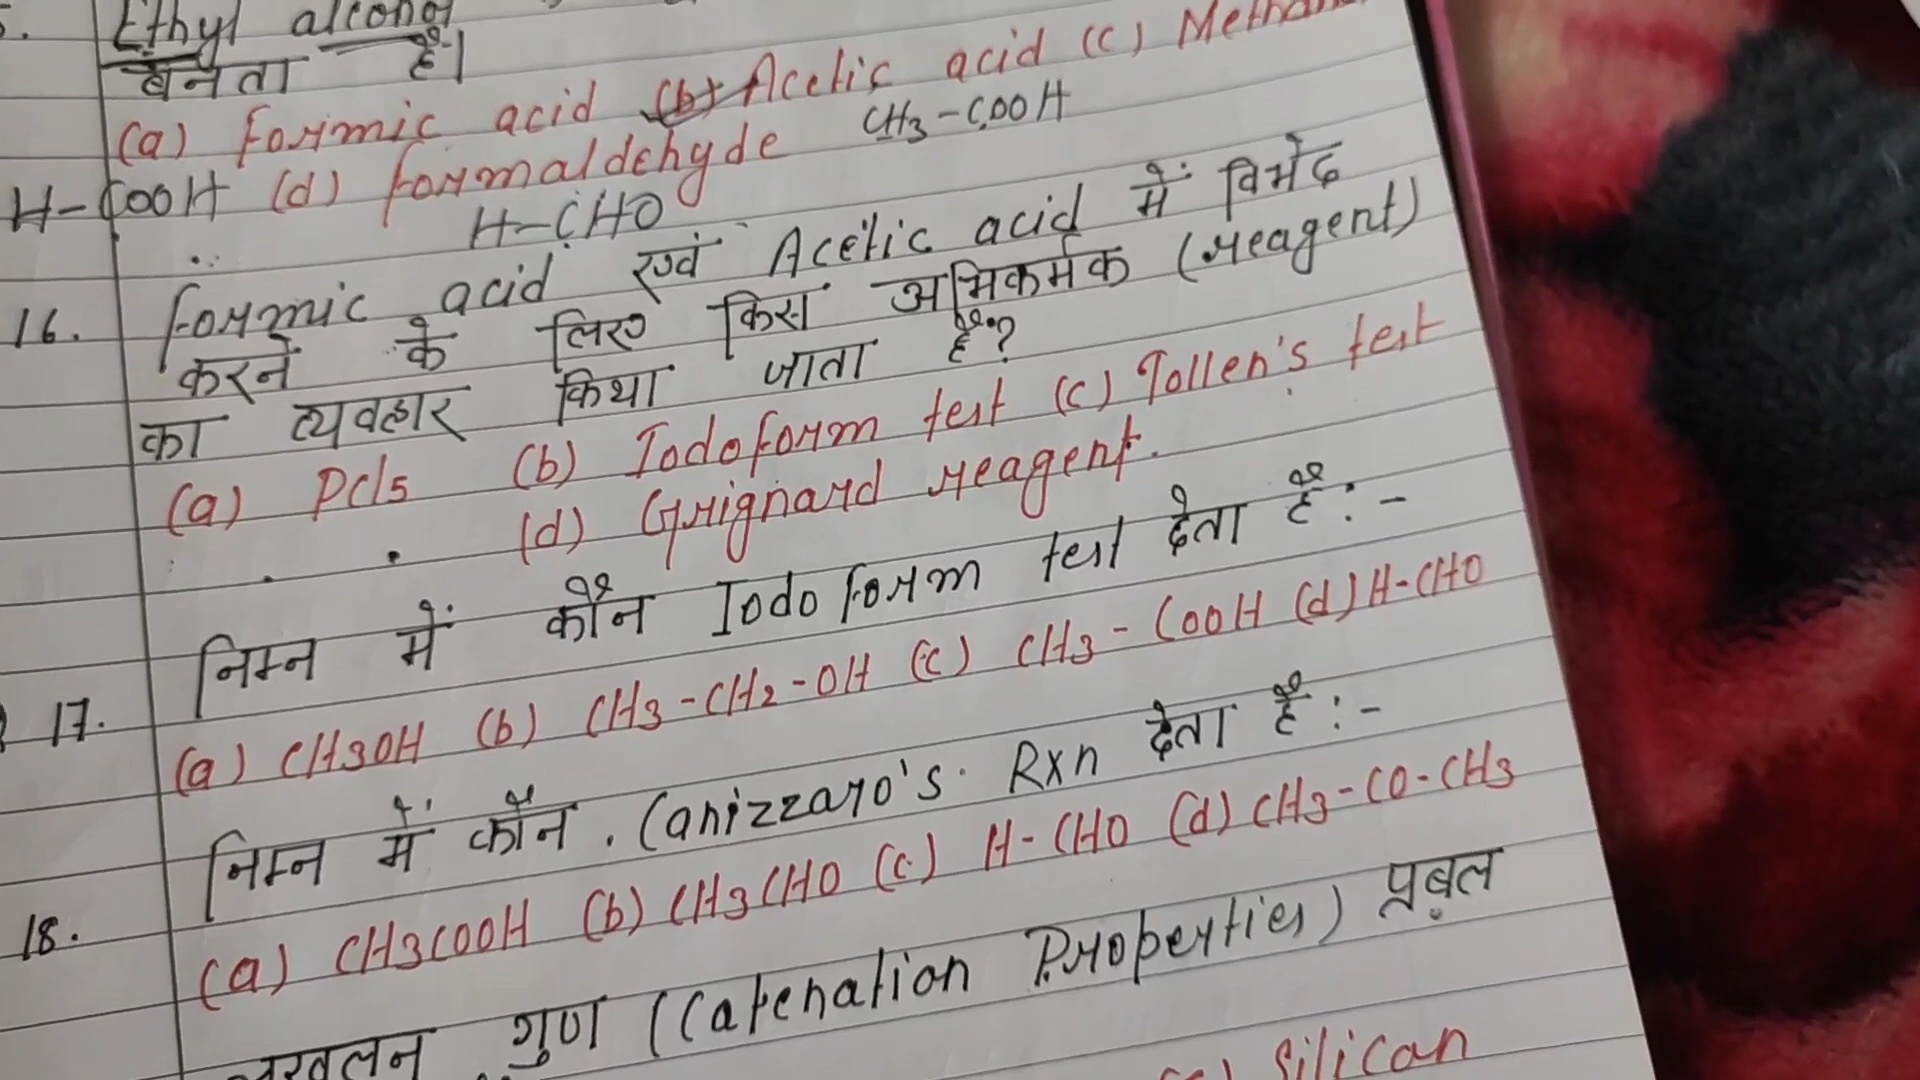 Ethyl alcohol
बनता है।
(a) Formic acid (b) Acetic acid (c)
H-COOH (d) formaldehyde CH3-COOH
H-CHO
16. formic acid एवं Acetic acid में विभेद
करने के लिए किस अभिकर्मक (reagent)
का व्यवहार किया जाता है?
(a) Pcl5 (b) Iodoform test (c) Tollen's test
(d) Grignard reagent.
17. निम्न में कौन Iodoform test देता है :-
(a) CH3OH (b) CH3-CH2-OH (c) CH3-COOH (d) H-CHO
18. निम्न में कौन . Canizzaro's Rxn देता है :-
(a) CH3COOH (b) CH3CHO (c) H-CHO (d) CH3-CO-CH3
गुण (Catenation Properties) प्रबल
Silican